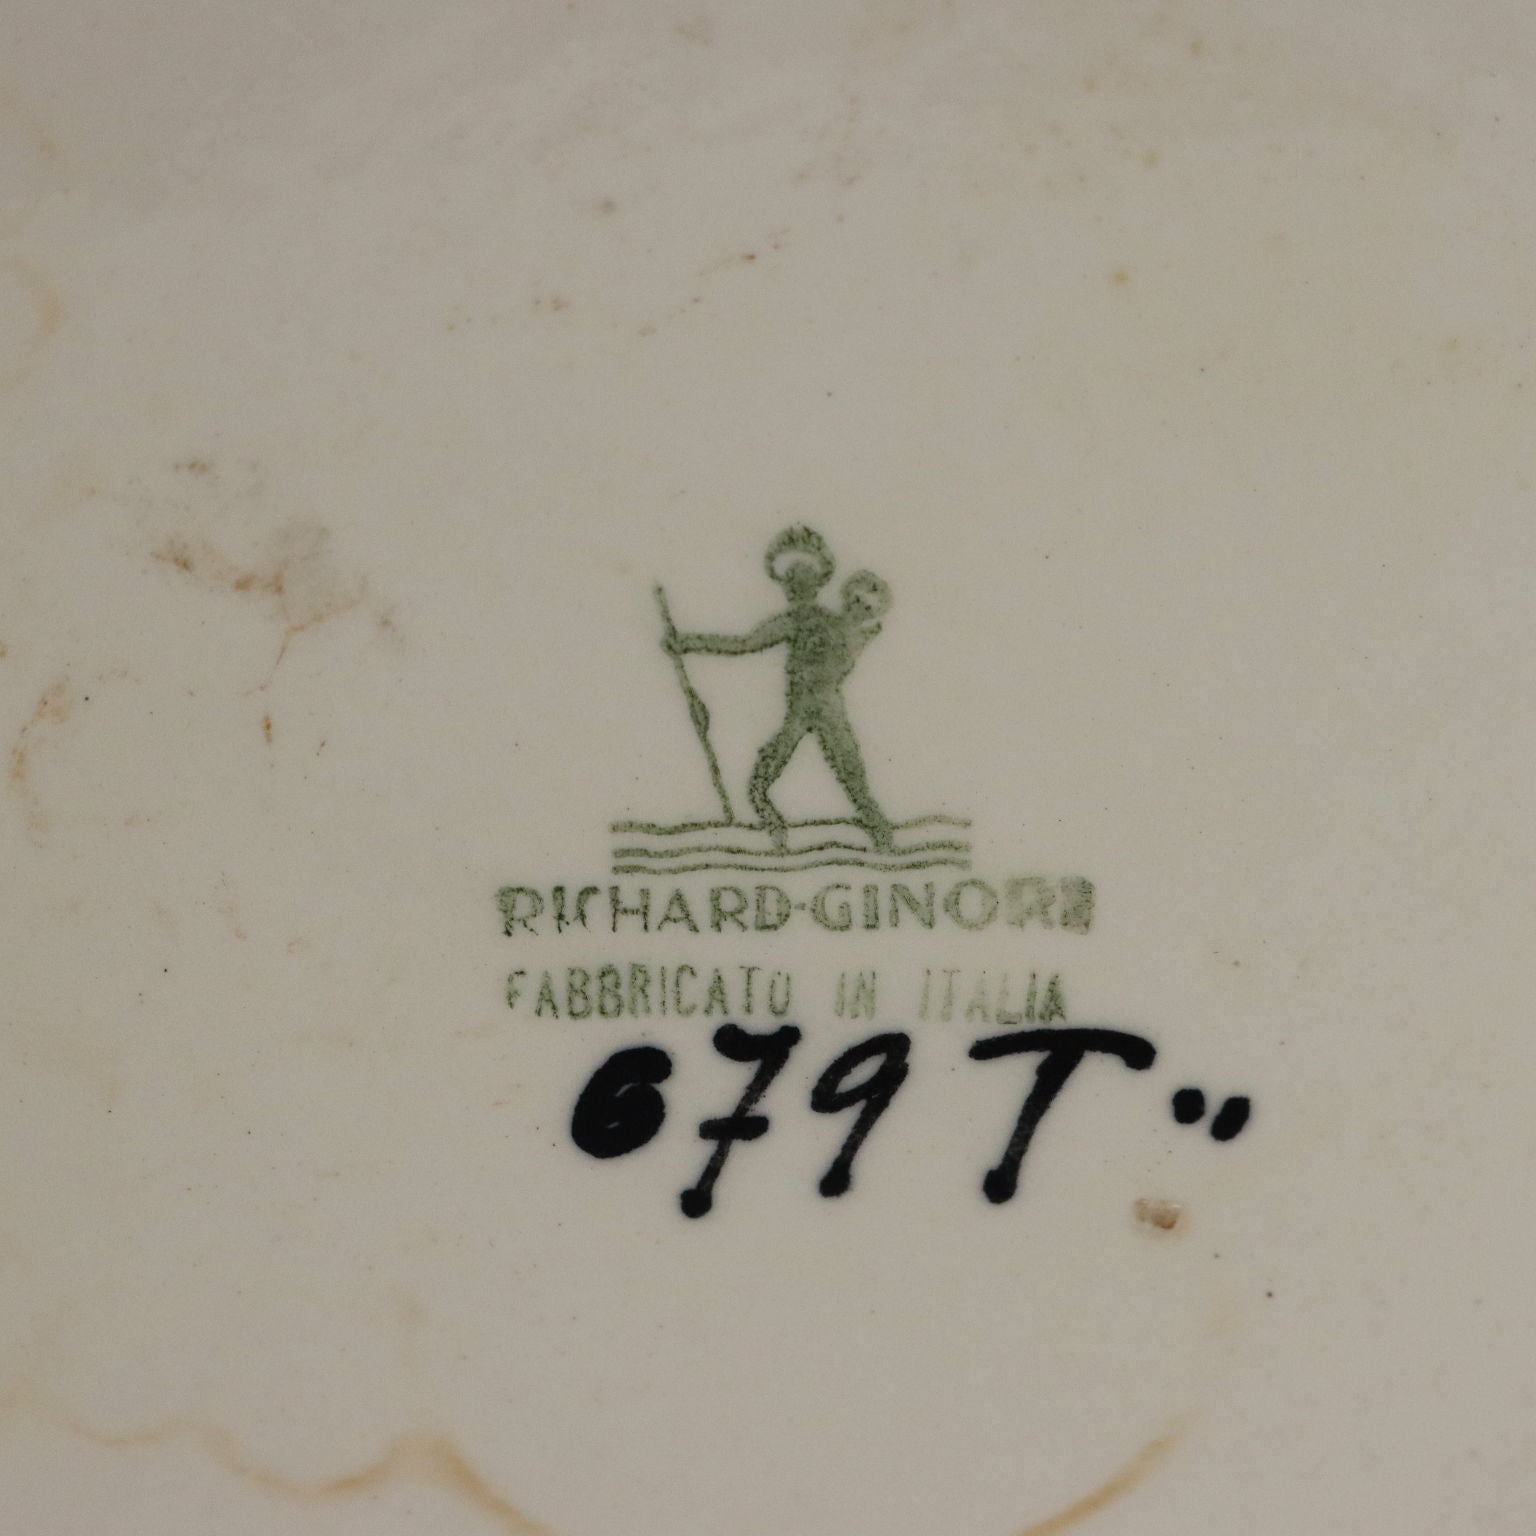 RICHARD-GINORI
FABBRICATO IN ITALIA
679 T..